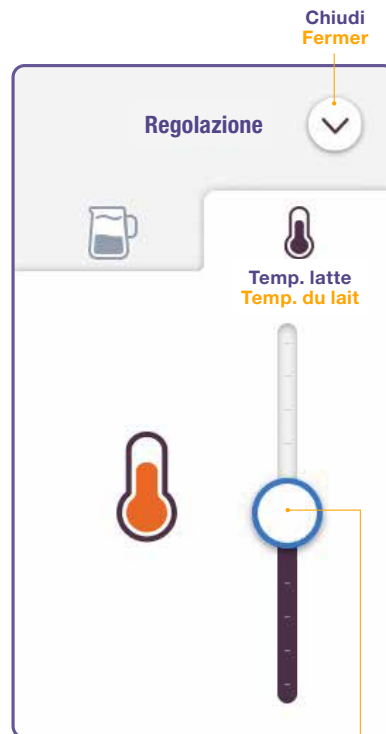 Chiudi
Fermer
Regolazione
Temp. latte
Temp. du lait